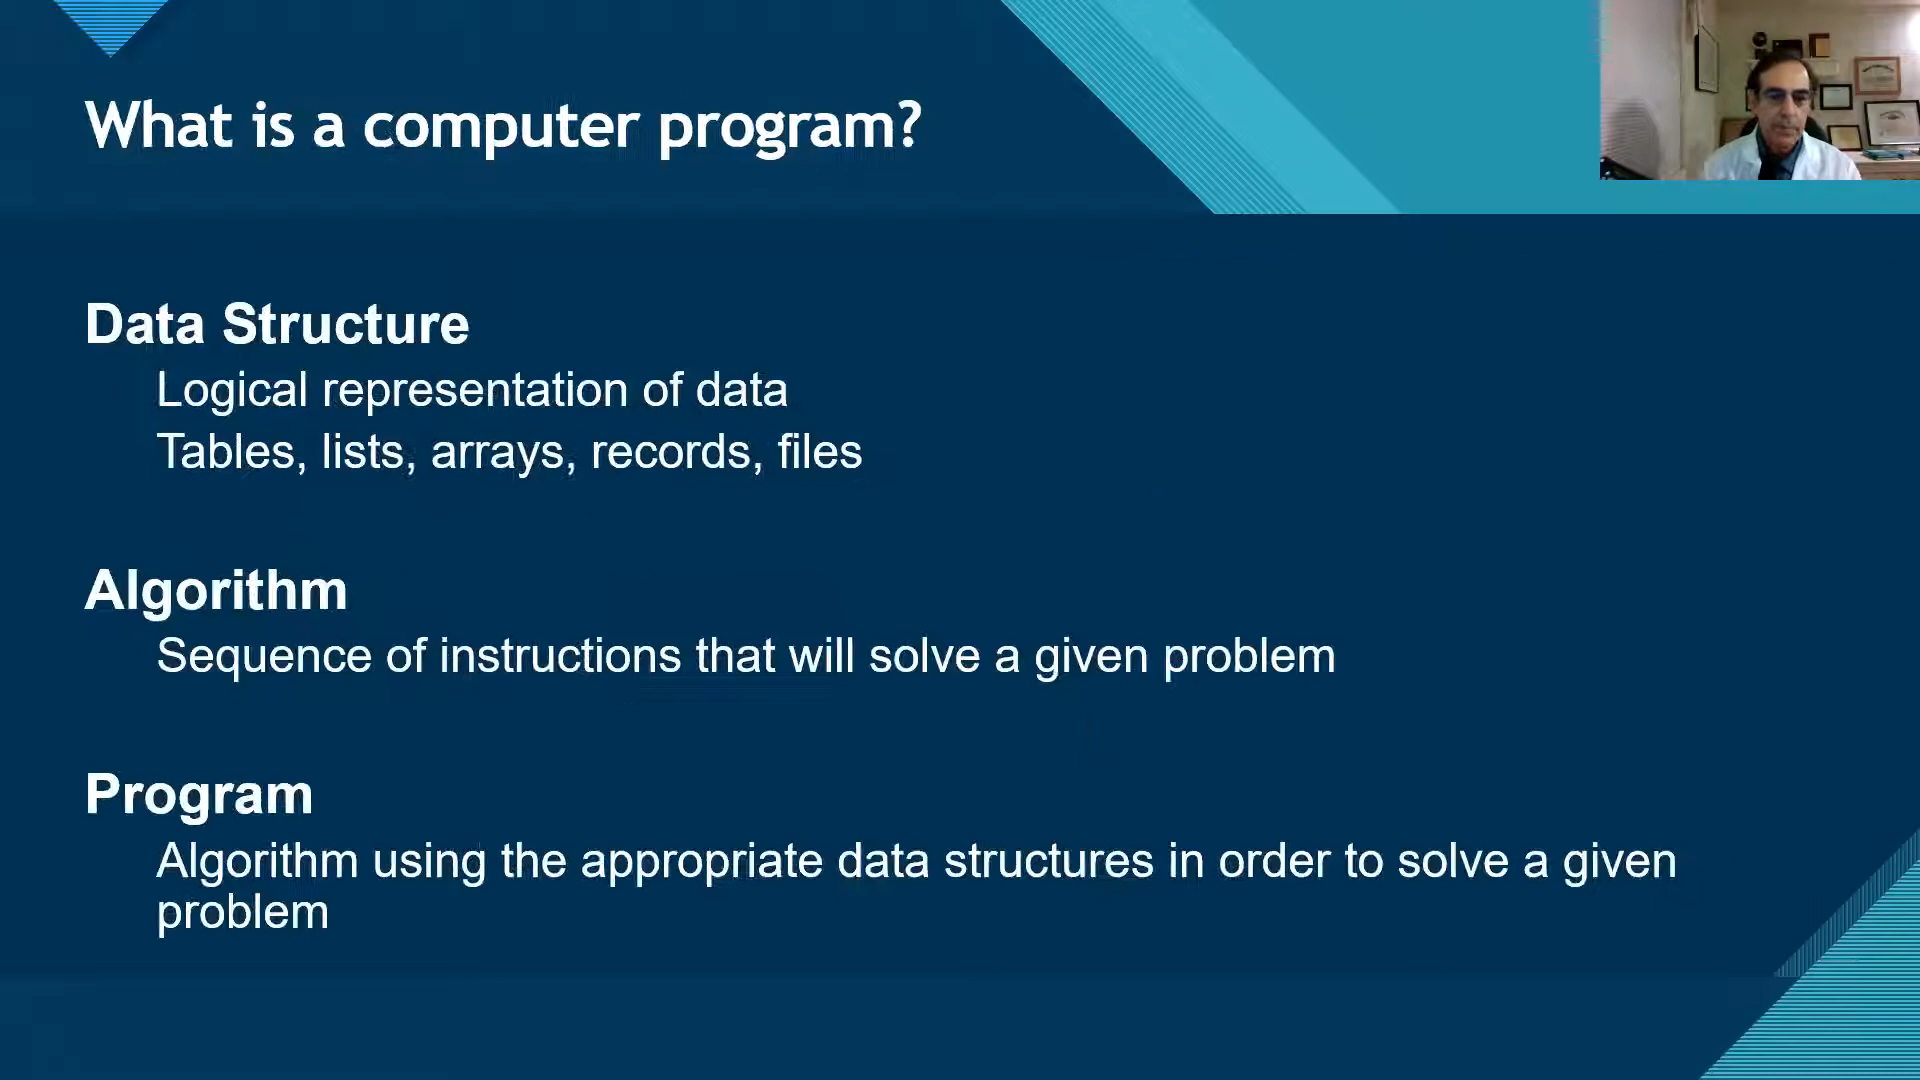 What is a computer program?
Data Structure
Logical representation of data
Tables, lists, arrays, records, files
Algorithm
Sequence of instructions that will solve a given problem
Program
Algorithm using the appropriate data structures in order to solve a given
problem